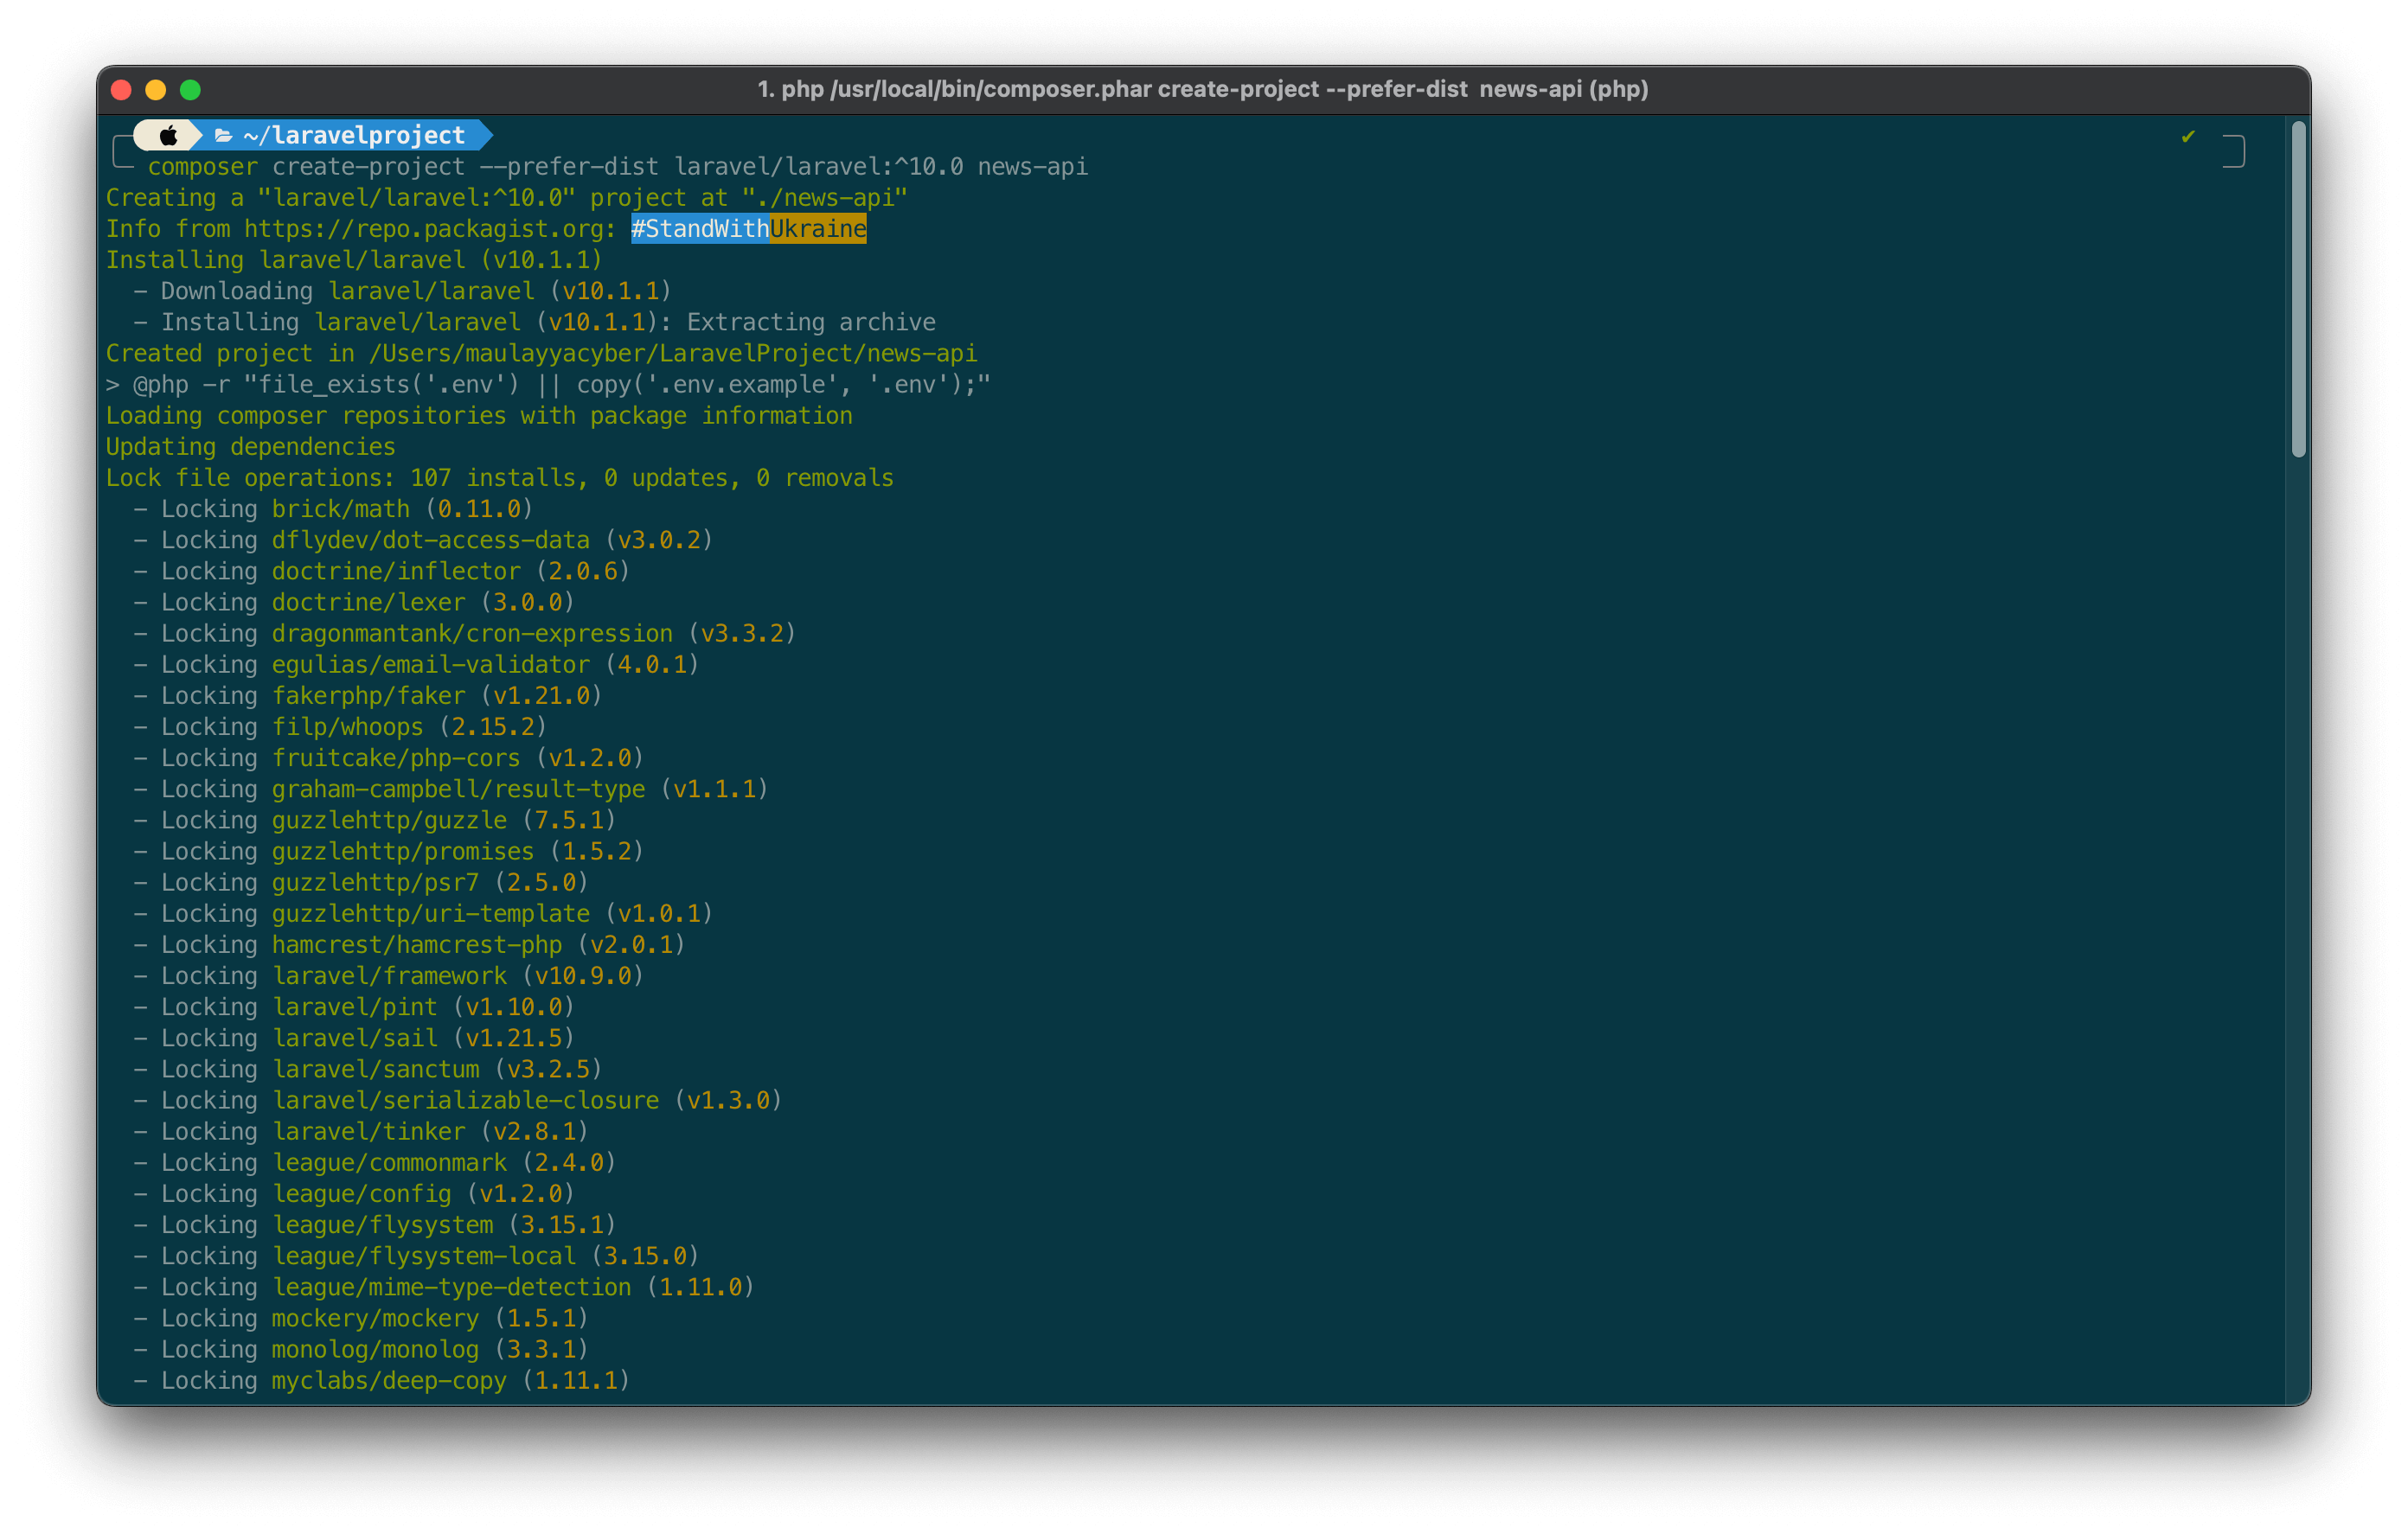 1. php /usr/local/bin/composer.phar create-project --prefer-dist  news-api (php)
~/laravelproject ✔
composer create-project --prefer-dist laravel/laravel:^10.0 news-api
Creating a "laravel/laravel:^10.0" project at "./news-api"
Info from https://repo.packagist.org: #StandWithUkraine
Installing laravel/laravel (v10.1.1)
  - Downloading laravel/laravel (v10.1.1)
  - Installing laravel/laravel (v10.1.1): Extracting archive
Created project in /Users/maulayyacyber/LaravelProject/news-api
> @php -r "file_exists('.env') || copy('.env.example', '.env');"
Loading composer repositories with package information
Updating dependencies
Lock file operations: 107 installs, 0 updates, 0 removals
  - Locking brick/math (0.11.0)
  - Locking dflydev/dot-access-data (v3.0.2)
  - Locking doctrine/inflector (2.0.6)
  - Locking doctrine/lexer (3.0.0)
  - Locking dragonmantank/cron-expression (v3.3.2)
  - Locking egulias/email-validator (4.0.1)
  - Locking fakerphp/faker (v1.21.0)
  - Locking filp/whoops (2.15.2)
  - Locking fruitcake/php-cors (v1.2.0)
  - Locking graham-campbell/result-type (v1.1.1)
  - Locking guzzlehttp/guzzle (7.5.1)
  - Locking guzzlehttp/promises (1.5.2)
  - Locking guzzlehttp/psr7 (2.5.0)
  - Locking guzzlehttp/uri-template (v1.0.1)
  - Locking hamcrest/hamcrest-php (v2.0.1)
  - Locking laravel/framework (v10.9.0)
  - Locking laravel/pint (v1.10.0)
  - Locking laravel/sail (v1.21.5)
  - Locking laravel/sanctum (v3.2.5)
  - Locking laravel/serializable-closure (v1.3.0)
  - Locking laravel/tinker (v2.8.1)
  - Locking league/commonmark (2.4.0)
  - Locking league/config (v1.2.0)
  - Locking league/flysystem (3.15.1)
  - Locking league/flysystem-local (3.15.0)
  - Locking league/mime-type-detection (1.11.0)
  - Locking mockery/mockery (1.5.1)
  - Locking monolog/monolog (3.3.1)
  - Locking myclabs/deep-copy (1.11.1)